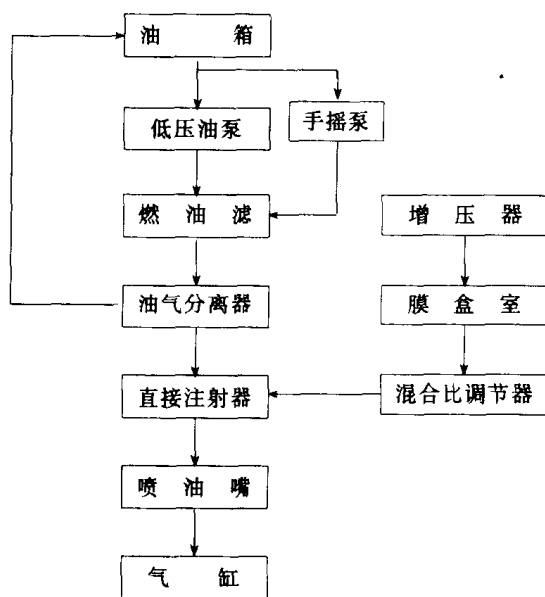 油箱
低压油泵
手摇泵
燃油滤
增压器
油气分离器
膜盒室
直接注射器
混合比调节器
喷油嘴
气缸